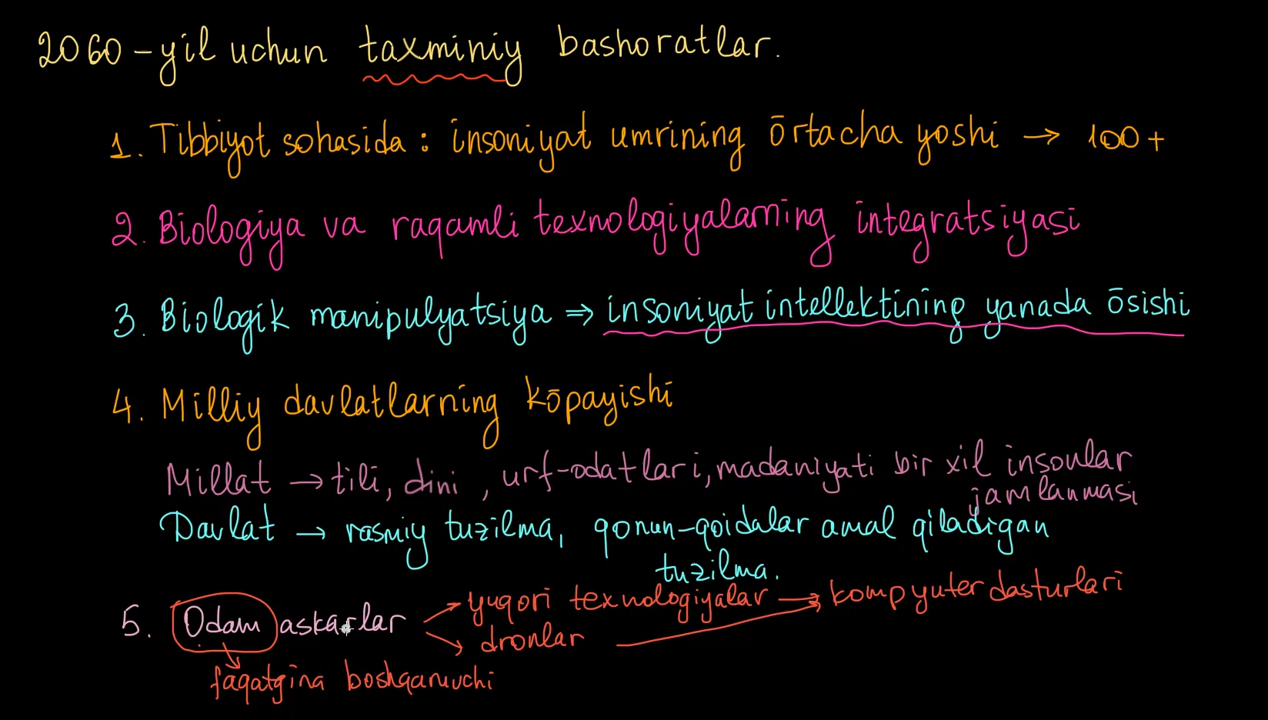 2060-yil uchun taxminiy bashoratlar.
1. Tibbiyot sohasida: insoniyat umrining ōrtacha yoshi → 100+
2. Biologiya va raqamli texnologiyalarning integratsiyasi
3. Biologik manipulyatsiya ⇒ insoniyat intellektining yanada ōsishi
4. Milliy davlatlarning kōpayishi
Millat → tili, dini, urf-odatlari, madaniyati bir xil insonlar
jamlanmasi
Davlat → rasmiy tuzilma, qonun-qoidalar amal qiladigan
tuzilma.
5. Odam askarlar → yuqori texnologiyalar → kompyuter dasturlari
→ dronlar
faqatgina boshqaruvchi